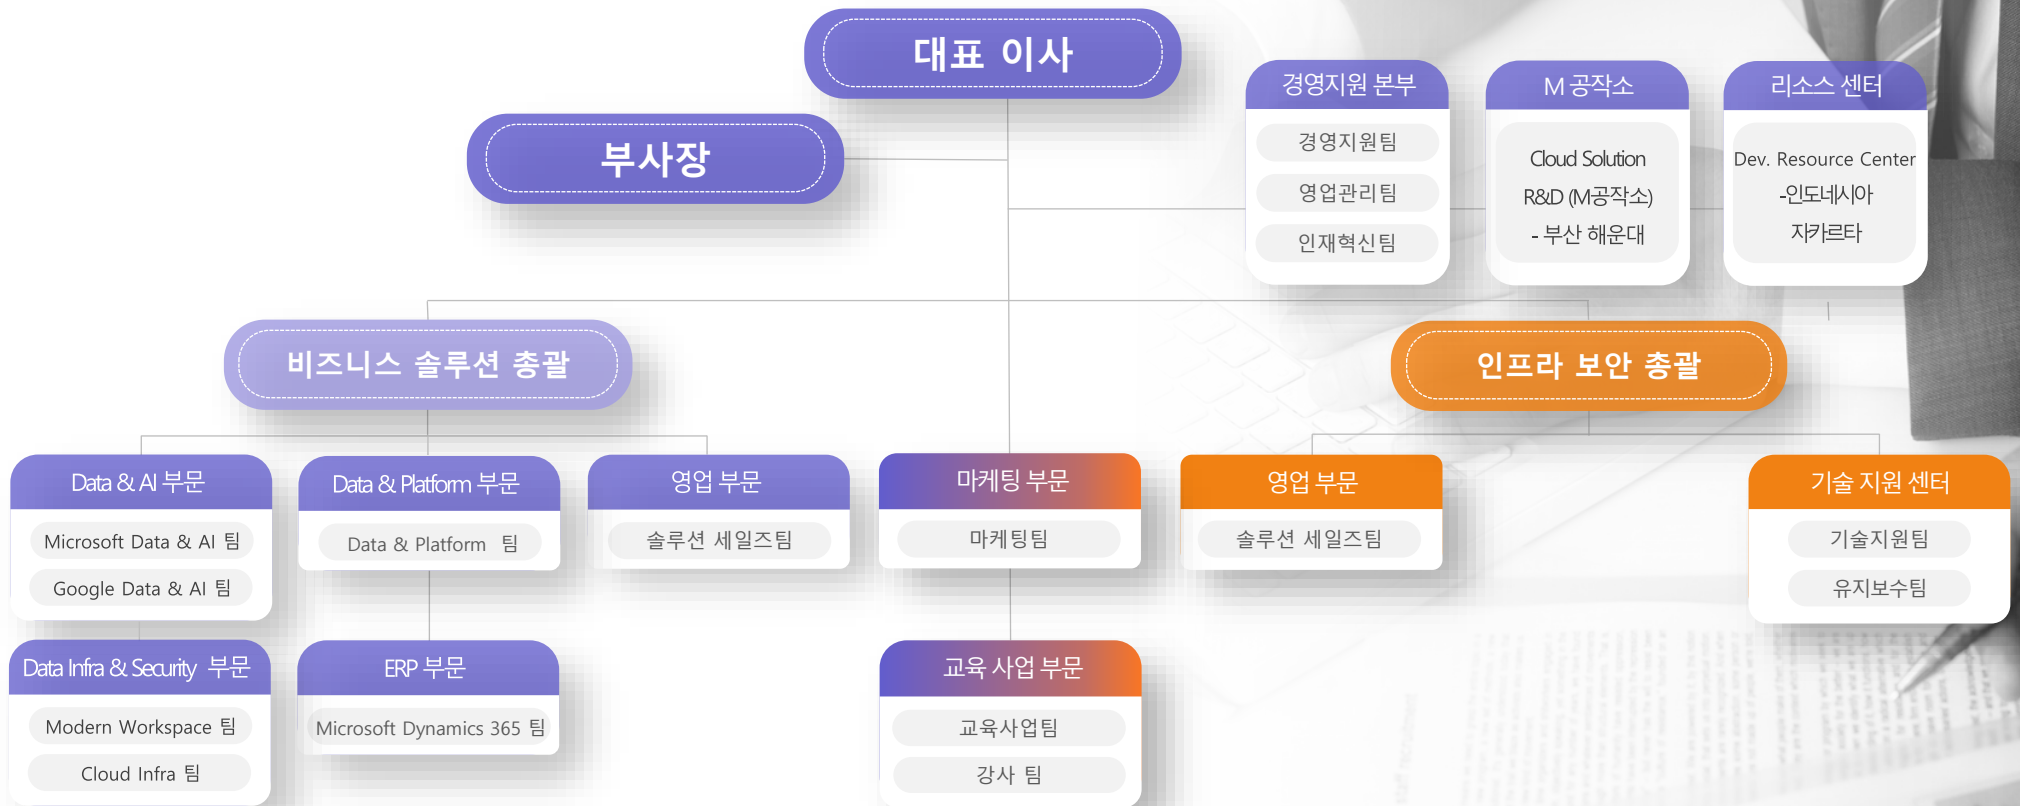 대표 이사
부사장
경영지원 본부
경영지원팀
영업관리팀
인재혁신팀
M 공작소
Cloud Solution
R&D (M공작소)
- 부산 해운대
리소스 센터
Dev. Resource Center
-인도네시아
자카르타
비즈니스 솔루션 총괄
인프라 보안 총괄
Data & AI 부문
Microsoft Data & AI 팀
Google Data & AI 팀
Data & Platform 부문
Data & Platform 팀
영업 부문
솔루션 세일즈팀
마케팅 부문
마케팅팀
영업 부문
솔루션 세일즈팀
기술 지원 센터
기술지원팀
유지보수팀
Data Infra & Security 부문
Modern Workspace 팀
Cloud Infra 팀
ERP 부문
Microsoft Dynamics 365 팀
교육 사업 부문
교육사업팀
강사 팀